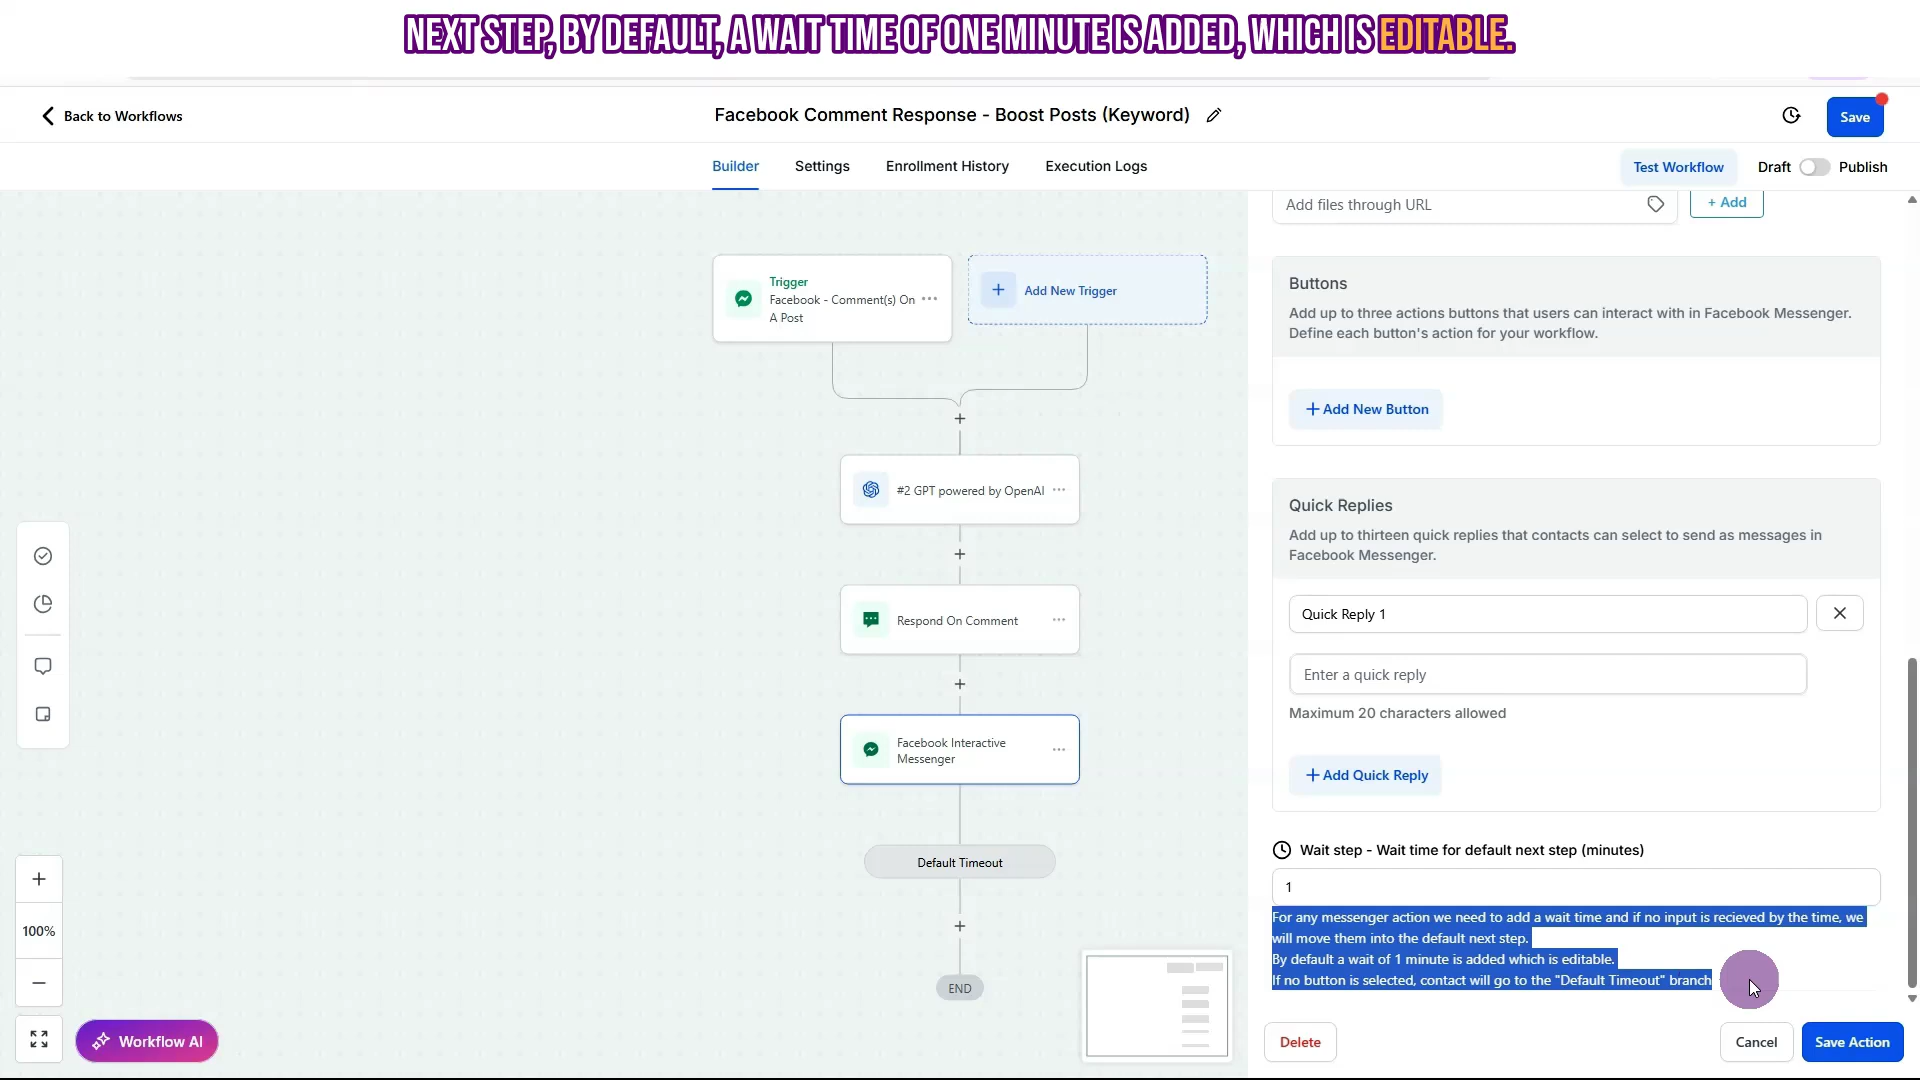 NEXT STEP, BY DEFAULT, A WAIT TIME OF ONE MINUTE IS ADDED, WHICH IS EDITABLE.
Back to Workflows
Facebook Comment Response - Boost Posts (Keyword)
Save
Builder
Settings
Enrollment History
Execution Logs
Test Workflow
Draft
Publish
Trigger
Facebook - Comment(s) On
A Post
Add New Trigger
#2 GPT powered by OpenAI
Respond On Comment
Facebook Interactive
Messenger
Default Timeout
END
100%
Workflow AI
Add files through URL
+ Add
Buttons
Add up to three actions buttons that users can interact with in Facebook Messenger.
Define each button's action for your workflow.
+ Add New Button
Quick Replies
Add up to thirteen quick replies that contacts can select to send as messages in
Facebook Messenger.
Quick Reply 1
Enter a quick reply
Maximum 20 characters allowed
+ Add Quick Reply
Wait step - Wait time for default next step (minutes)
1
For any messenger action we need to add a wait time and if no input is recieved by the time, we
will move them into the default next step.
By default a wait of 1 minute is added which is editable.
If no button is selected, contact will go to the "Default Timeout" branch
Delete
Cancel
Save Action